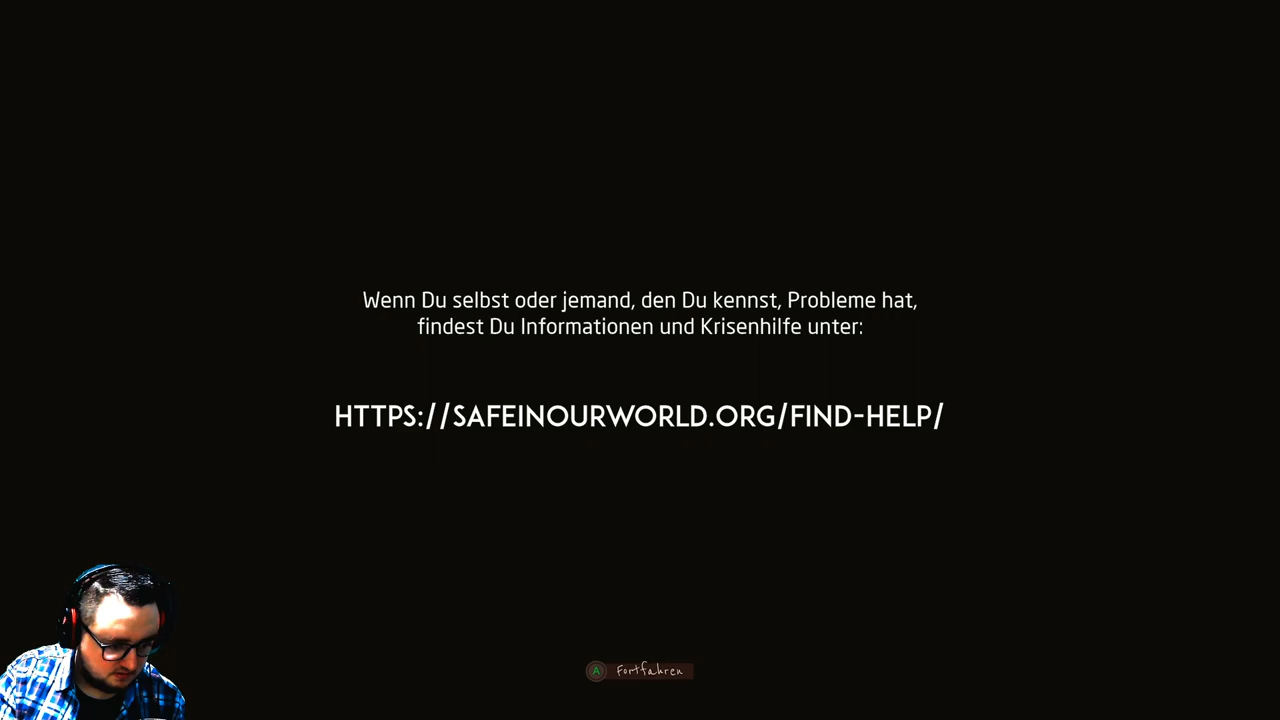 Wenn Du selbst oder jemand, den Du kennst, Probleme hat,
findest Du Informationen und Krisenhilfe unter:
HTTPS://SAFEINOURWORLD.ORG/FIND-HELP/
A Fortfahren